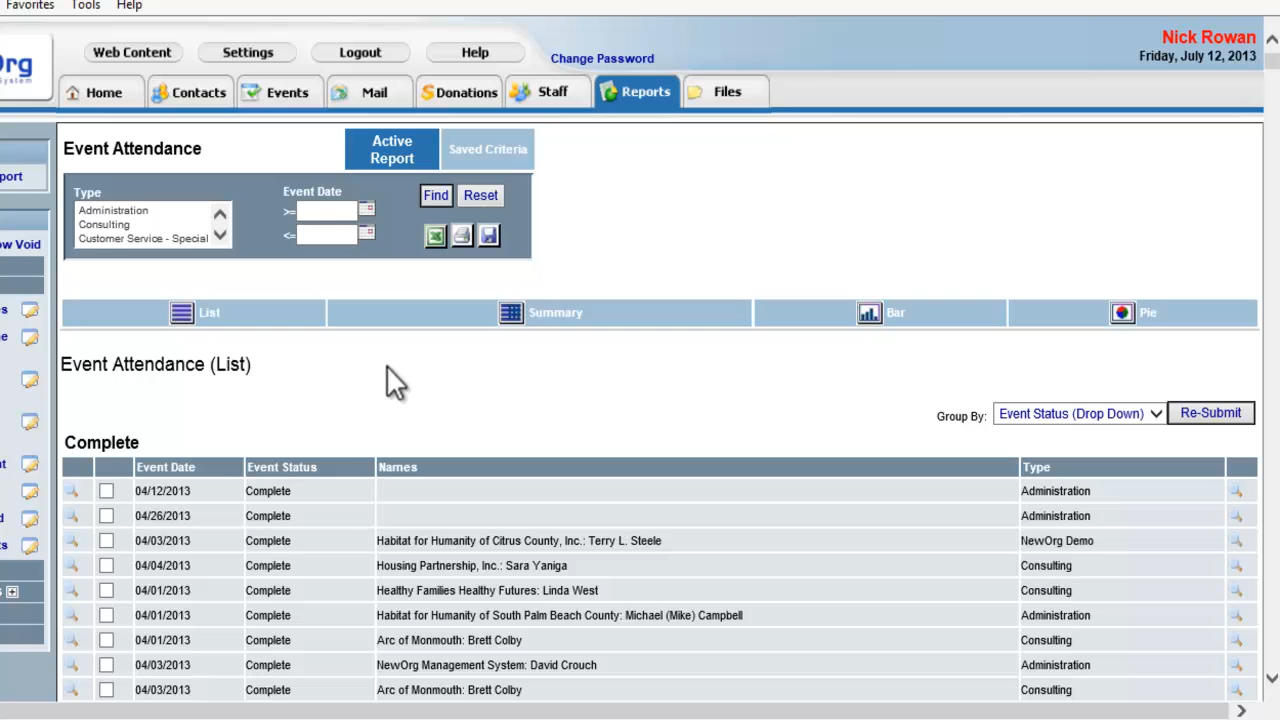 Favorites Tools Help
Web Content Settings Logout Help Change Password
Nick Rowan
Friday, July 12, 2013
Org
System
Home Contacts Events Mail Donations Staff Reports Files
Event Attendance
Active Report
Saved Criteria
port
Type
Event Date
Find Reset
Administration
Consulting
Customer Service - Special
>=
<=
ow Void
List Summary Bar Pie
s
e
Event Attendance (List)
Group By: Event Status (Drop Down) Re-Submit
Complete
Event Date Event Status Names Type
04/12/2013 Complete Administration
04/26/2013 Complete Administration
04/03/2013 Complete Habitat for Humanity of Citrus County, Inc.: Terry L. Steele NewOrg Demo
04/04/2013 Complete Housing Partnership, Inc.: Sara Yaniga Consulting
04/01/2013 Complete Healthy Families Healthy Futures: Linda West Consulting
04/01/2013 Complete Habitat for Humanity of South Palm Beach County: Michael (Mike) Campbell Administration
04/01/2013 Complete Arc of Monmouth: Brett Colby Consulting
04/03/2013 Complete NewOrg Management System: David Crouch Administration
04/03/2013 Complete Arc of Monmouth: Brett Colby Consulting
nt
d
ts
s